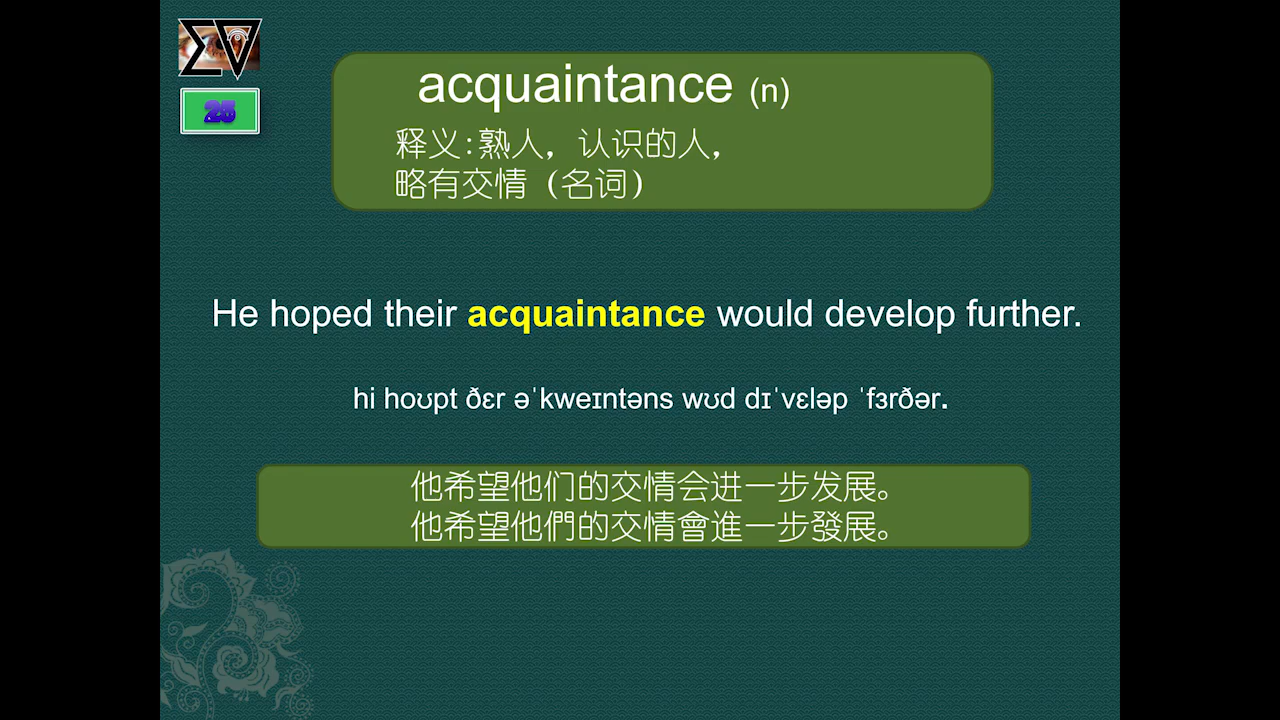 ΣV
25
acquaintance (n)
释义:熟人，认识的人，
略有交情（名词）
He hoped their acquaintance would develop further.
hi hoʊpt ðɛr əˈkweɪntəns wʊd dɪˈvɛləp ˈfɜrðər.
他希望他们的交情会进一步发展。
他希望他們的交情會進一步發展。